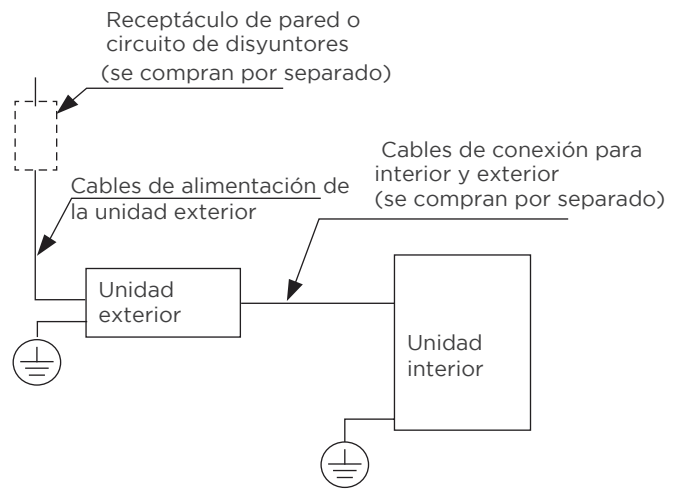 Receptáculo de pared o
circuito de disyuntores
(se compran por separado)
Cables de conexión para
interior y exterior
(se compran por separado)
Cables de alimentación de
la unidad exterior
Unidad
exterior
Unidad
interior